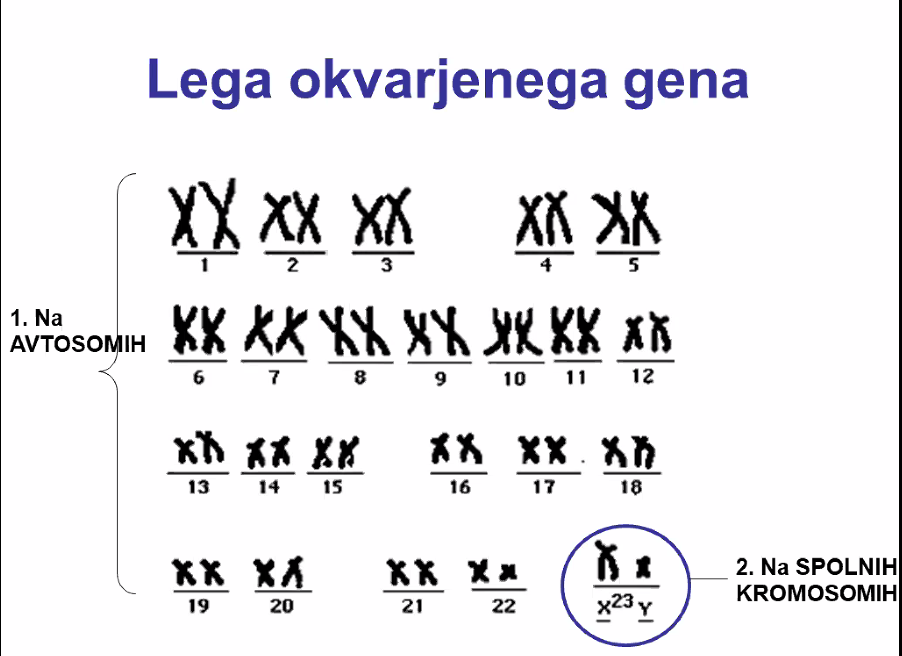 Lega okvarjenega gena
1 2 3 4 5
1. Na
AVTOSOMIH
6 7 8 9 10 11 12
13 14 15 16 17 18
19 20 21 22 X 23 Y
2. Na SPOLNIH
KROMOSOMIH